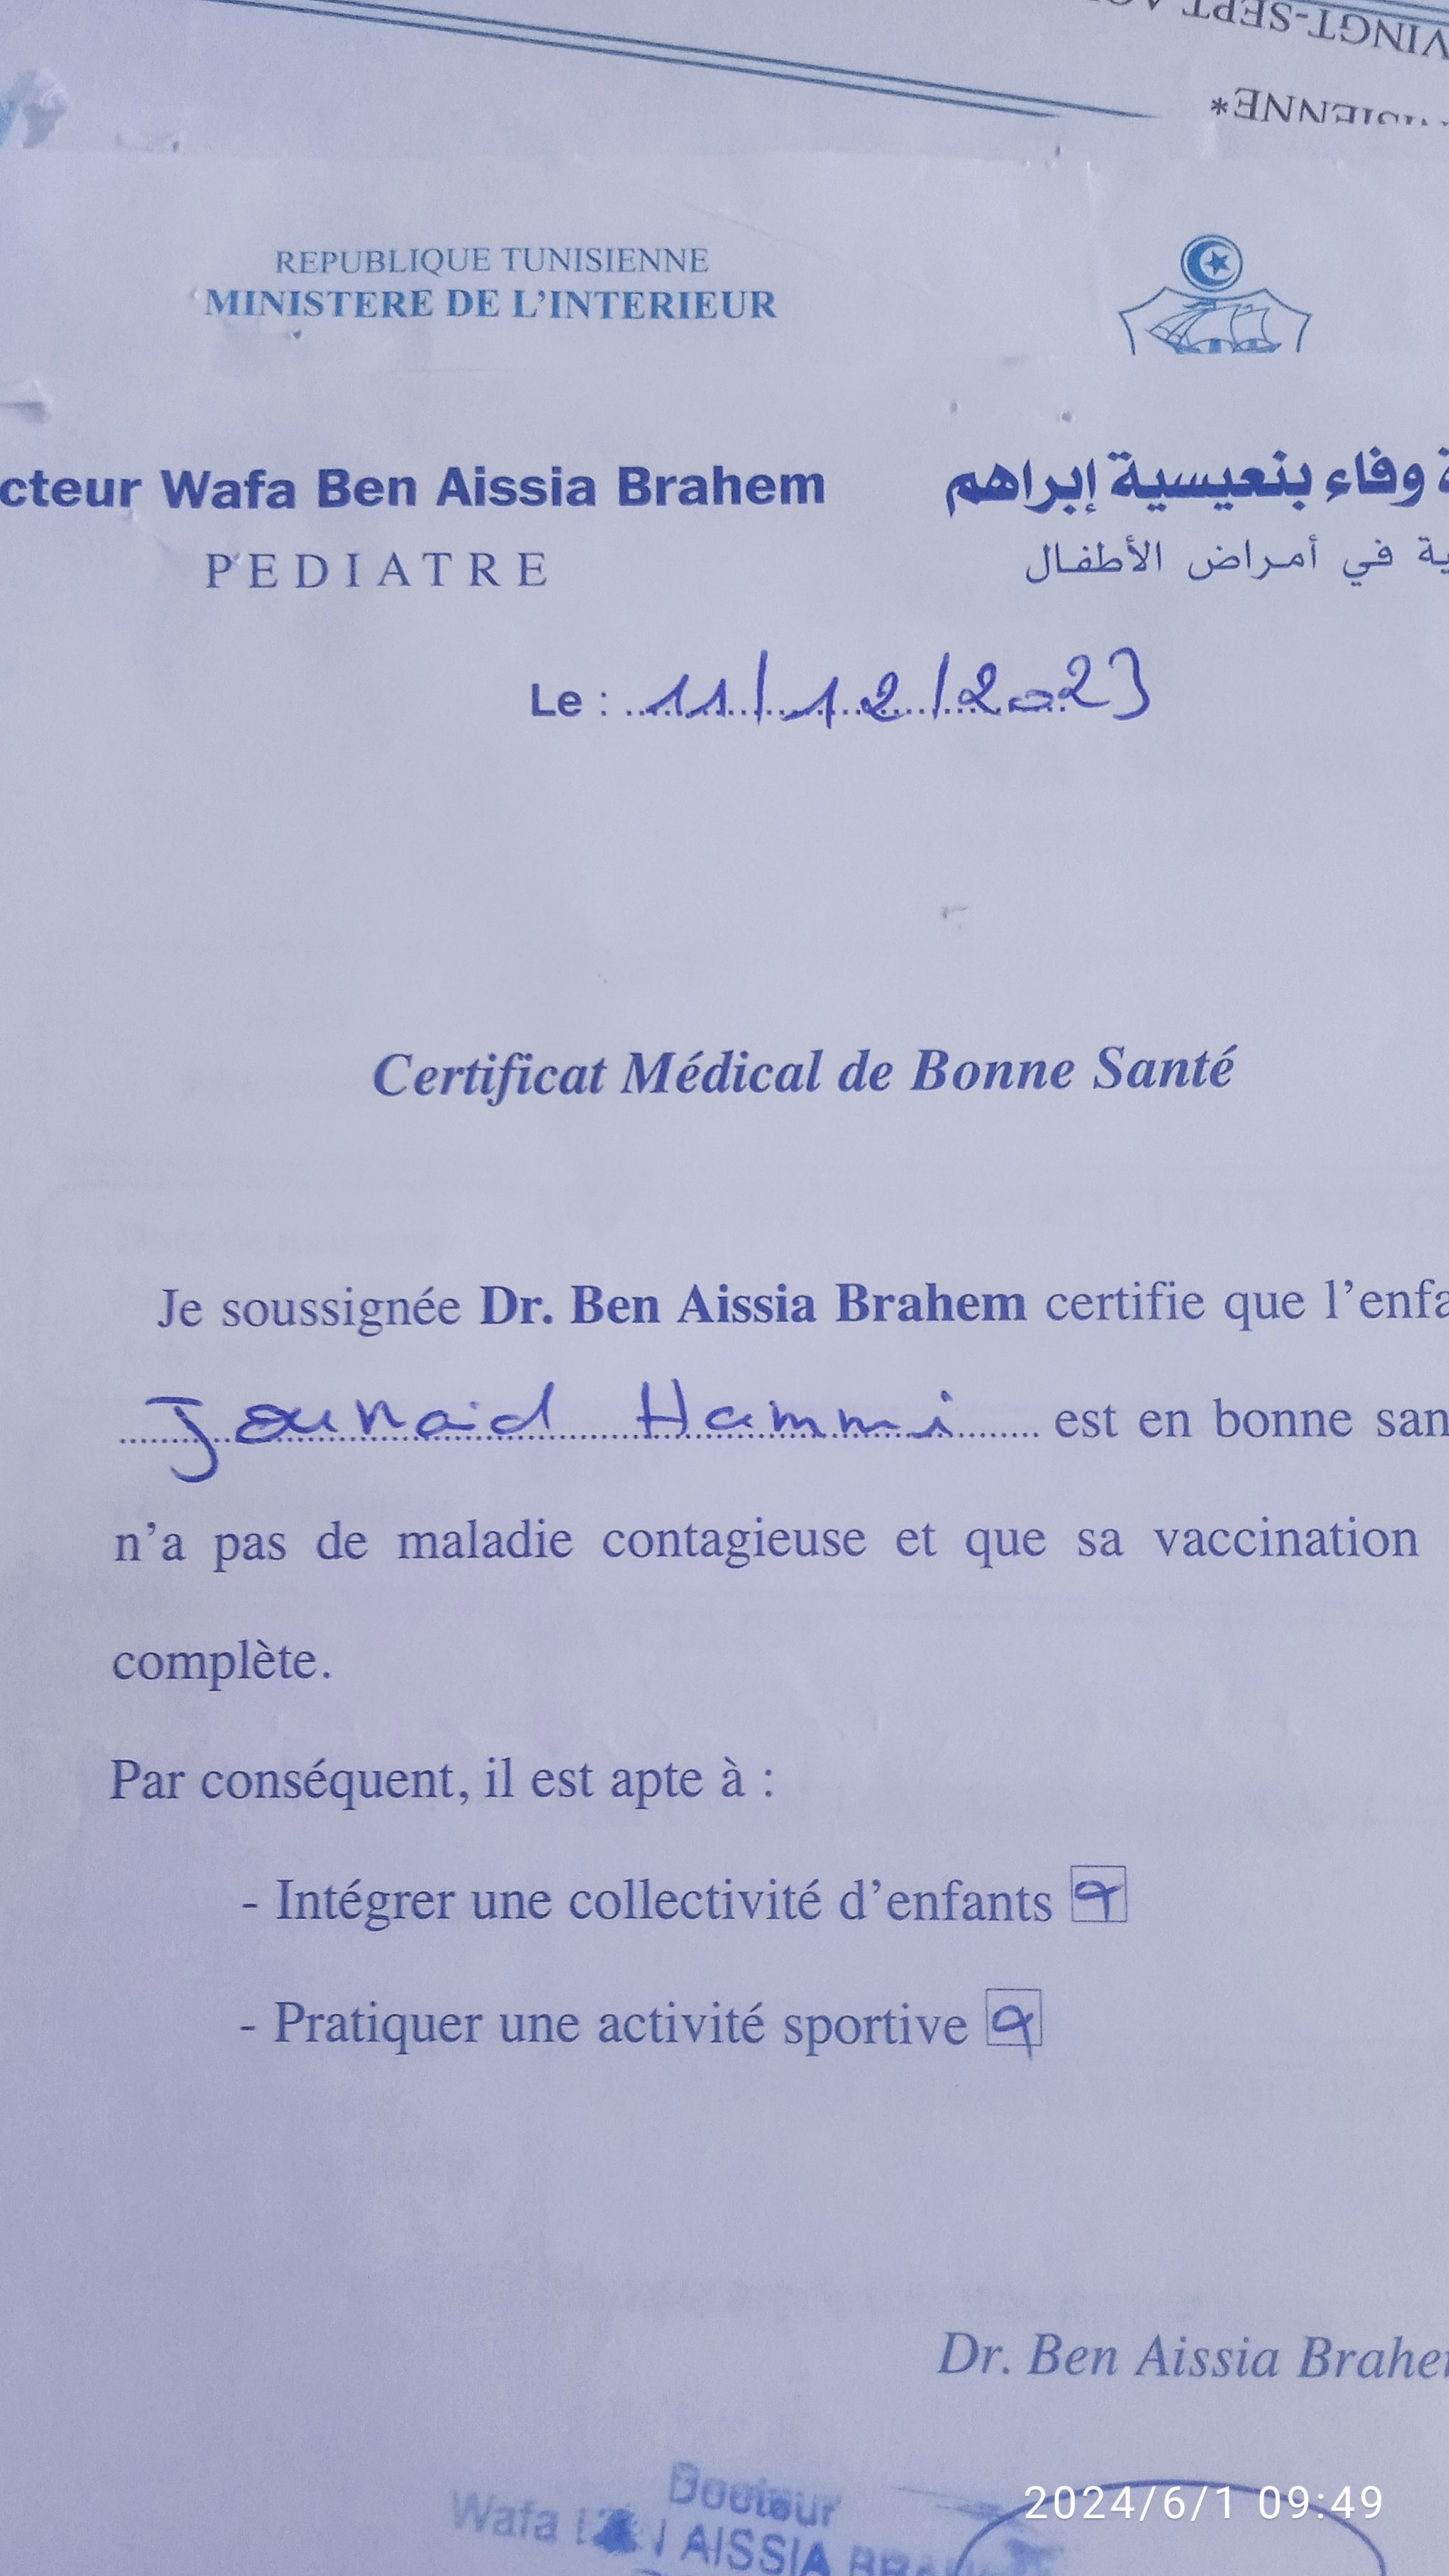 VINGT-SEPT
REPUBLIQUE TUNISIENNE
MINISTERE DE L'INTERIEUR
cteur Wafa Ben Aissia Brahem
وفاء بنعيسية إبراهم
PEDIATRE
ية في أمراض الأطفال
Le : 11/12/2023
Certificat Médical de Bonne Santé
Je soussignée Dr. Ben Aissia Brahem certifie que l'enfa
Jounaid Hammi est en bonne san
n'a pas de maladie contagieuse et que sa vaccination
complète.
Par conséquent, il est apte à :
- Intégrer une collectivité d'enfants
- Pratiquer une activité sportive
Dr. Ben Aissia Brahe
Docteur
Wafa AISSIA
2024/6/1 09:49